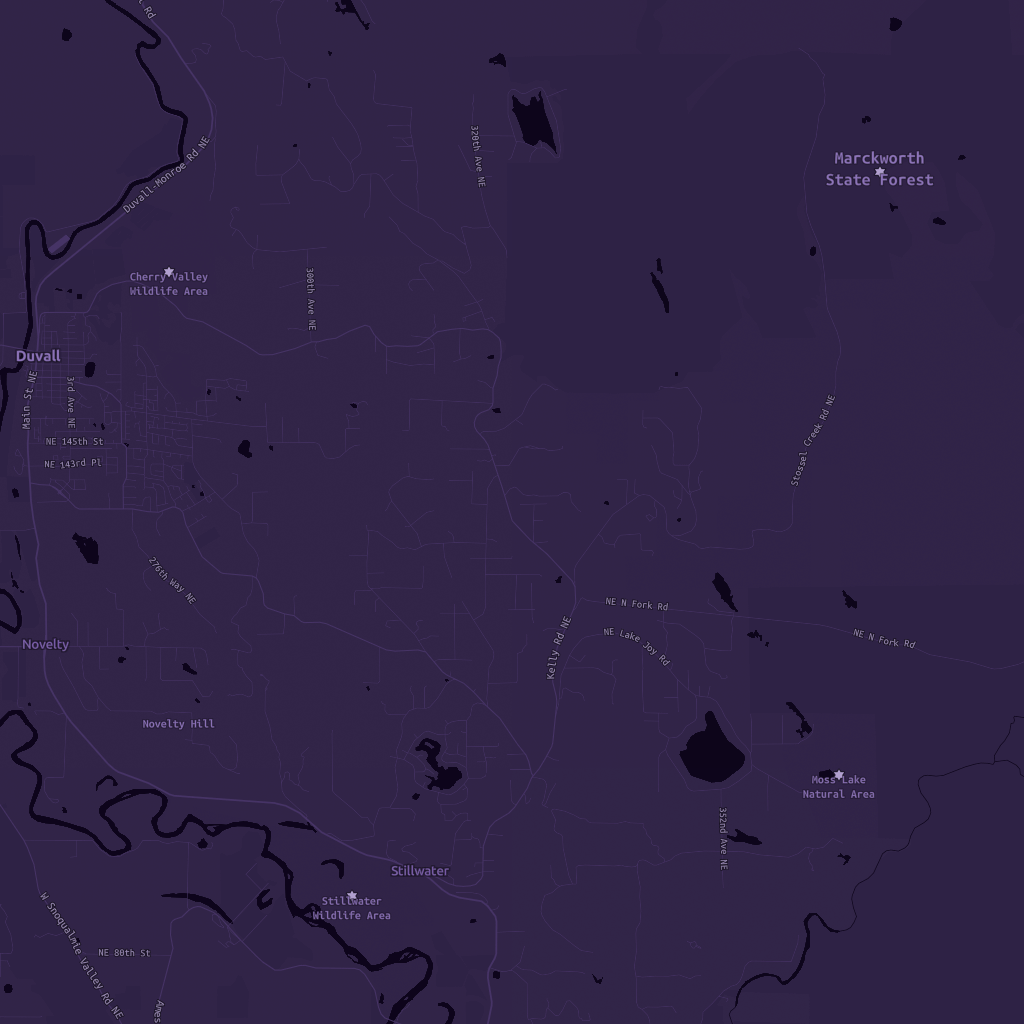 t Rd
Duvall-Monroe Rd NE
320th Ave NE
Marckworth
State Forest
Cherry Valley
Wildlife Area
300th Ave NE
Duvall
Main St NE
3rd Ave NE
NE 145th St
NE 143rd Pl
Stossel Creek Rd NE
276th Way NE
NE N Fork Rd
NE N Fork Rd
NE Lake Joy Rd
Kelly Rd NE
Novelty
Novelty Hill
Moss Lake
Natural Area
352nd Ave NE
Stillwater
Stillwater
Wildlife Area
W Snoqualmie Valley Rd NE
NE 80th St
Ames